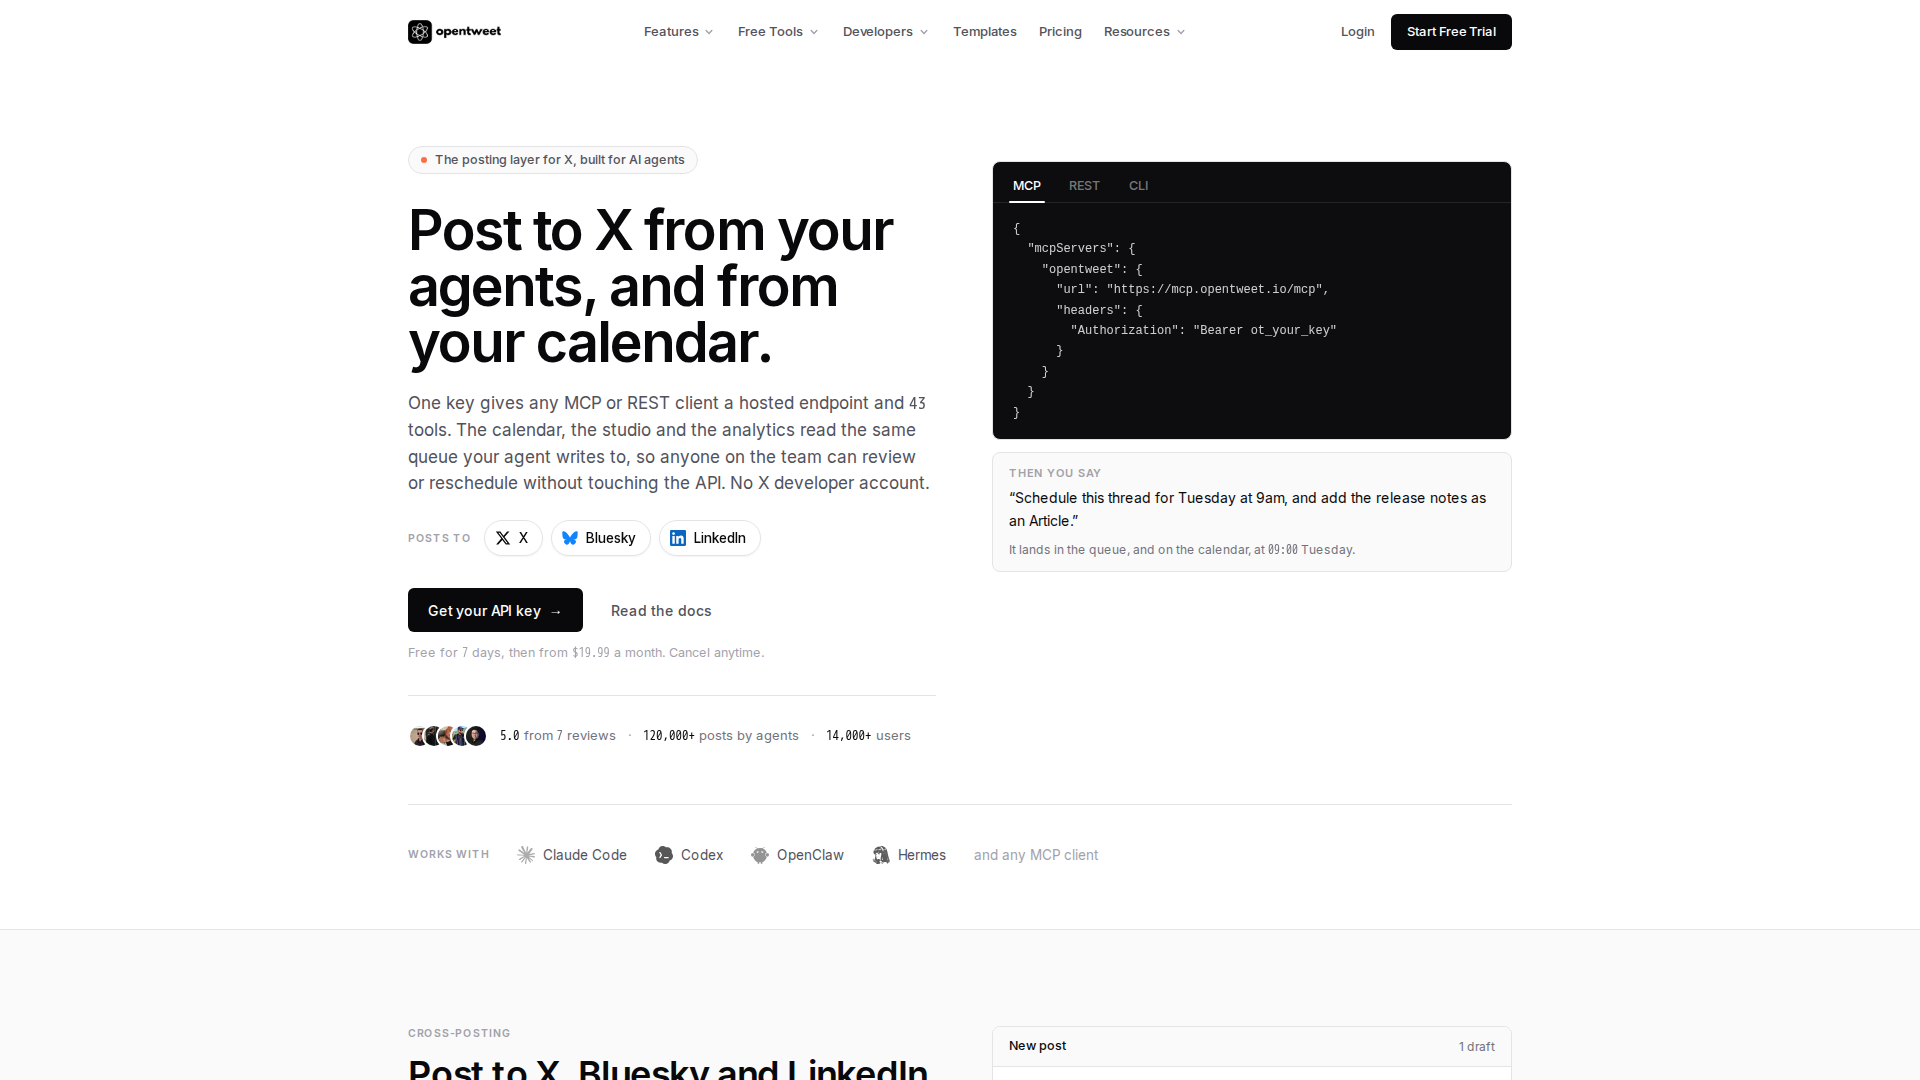 opentweet
Features
Free Tools
Developers
Templates
Pricing
Resources
Login
Start Free Trial
The posting layer for X, built for AI agents
Post to X from your
agents, and from
your calendar.
One key gives any MCP or REST client a hosted endpoint and 43
tools. The calendar, the studio and the analytics read the same
queue your agent writes to, so anyone on the team can review
or reschedule without touching the API. No X developer account.
POSTS TO
X
Bluesky
LinkedIn
Get your API key →
Read the docs
Free for 7 days, then from $19.99 a month. Cancel anytime.
5.0 from 7 reviews · 120,000+ posts by agents · 14,000+ users
MCP
REST
CLI
{
"mcpServers": {
"opentweet": {
"url": "https://mcp.opentweet.io/mcp",
"headers": {
"Authorization": "Bearer ot_your_key"
}
}
}
}
THEN YOU SAY
“Schedule this thread for Tuesday at 9am, and add the release notes as
an Article.”
It lands in the queue, and on the calendar, at 09:00 Tuesday.
WORKS WITH
Claude Code
Codex
OpenClaw
Hermes
and any MCP client
CROSS-POSTING
Post to X, Bluesky and LinkedIn
New post
1 draft